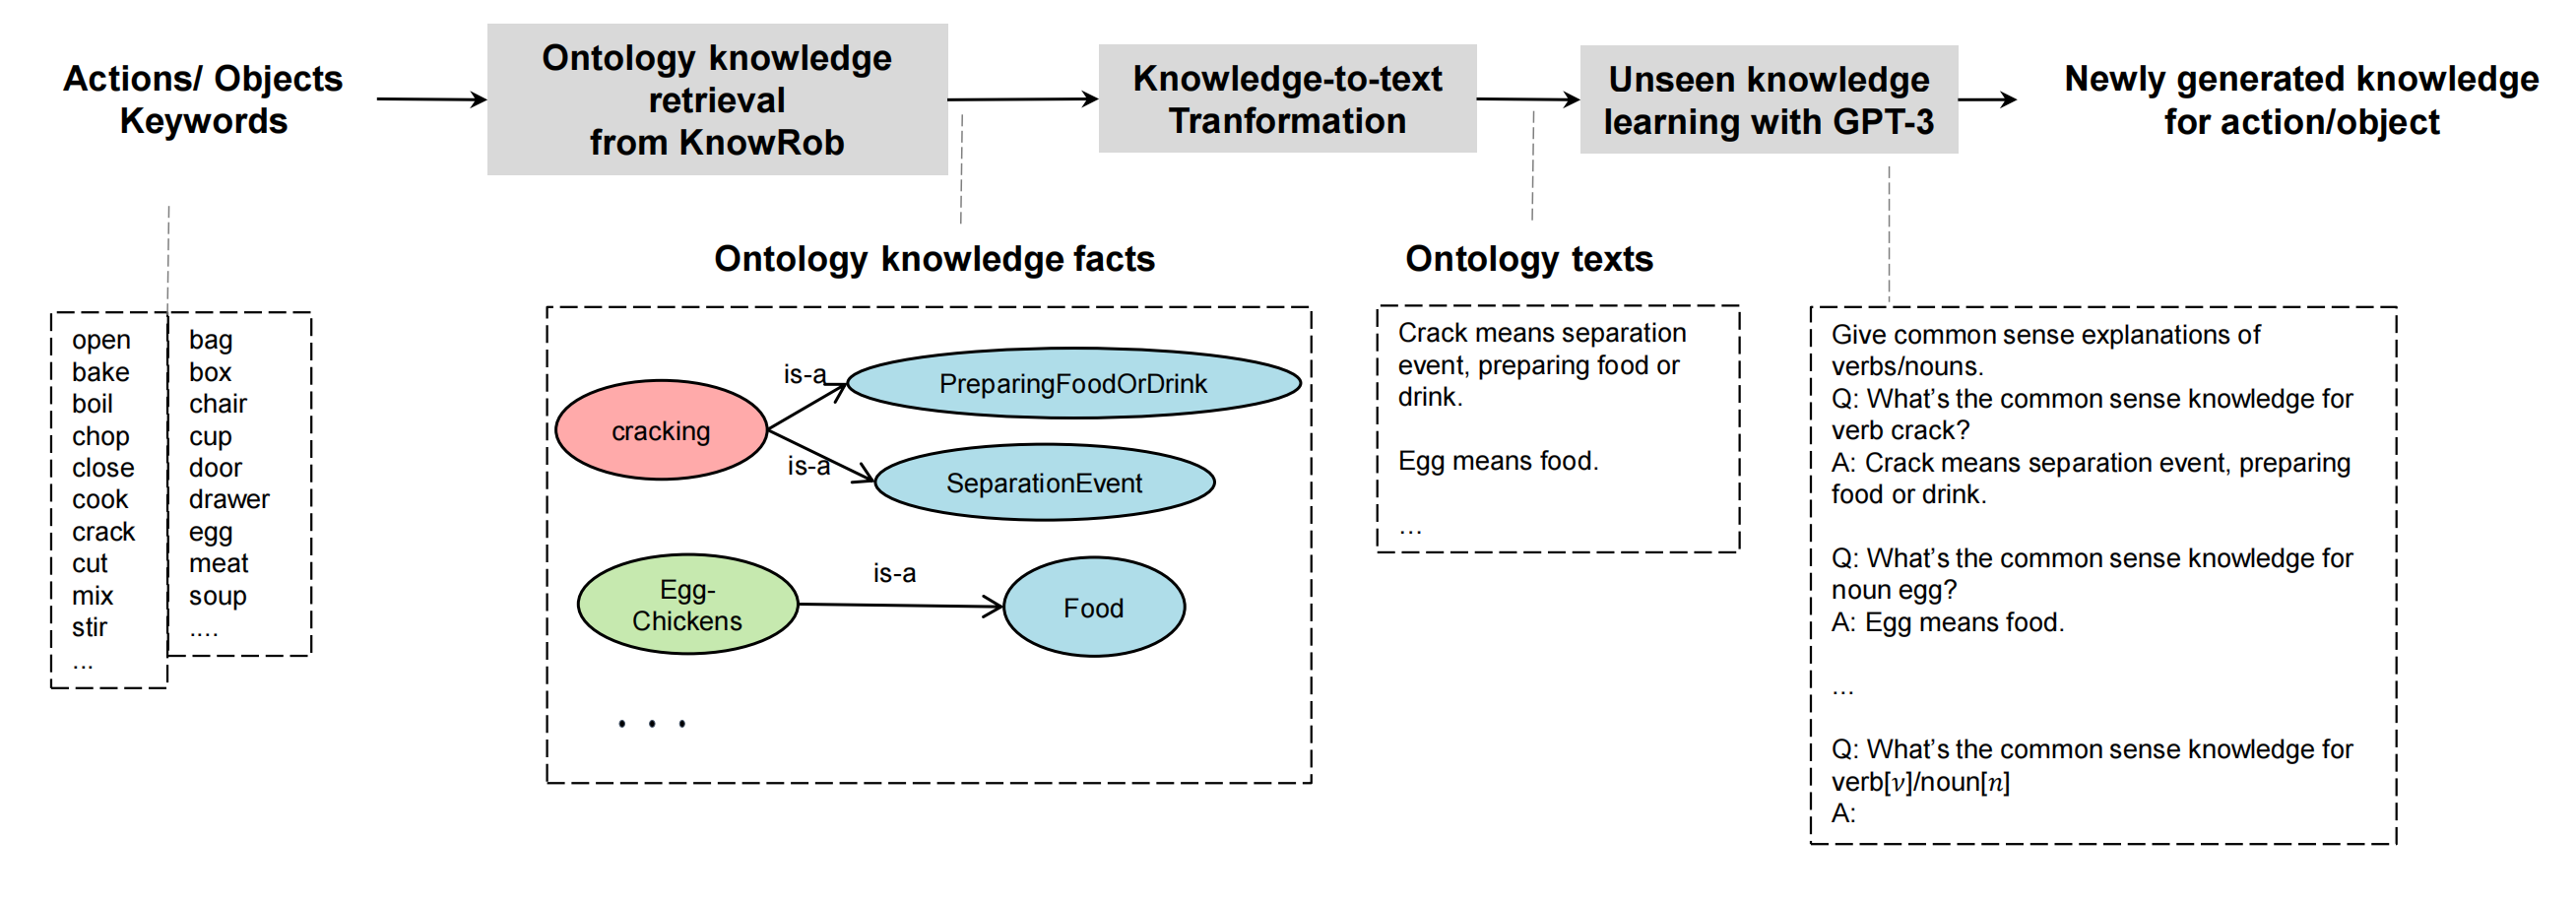 Actions/ Objects
Keywords
Ontology knowledge
retrieval
from KnowRob
Knowledge-to-text
Tranformation
Unseen knowledge
learning with GPT-3
Newly generated knowledge
for action/object
open
bake
boil
chop
close
cook
crack
cut
mix
stir
...
bag
box
chair
cup
door
drawer
egg
meat
soup
....
Ontology knowledge facts
cracking
is-a
PreparingFoodOrDrink
is-a
SeparationEvent
Egg-
Chickens
is-a
Food
. . .
Ontology texts
Crack means separation
event, preparing food or
drink.
Egg means food.
...
Give common sense explanations of
verbs/nouns.
Q: What's the common sense knowledge for
verb crack?
A: Crack means separation event, preparing
food or drink.
Q: What's the common sense knowledge for
noun egg?
A: Egg means food.
...
Q: What's the common sense knowledge for
verb[v]/noun[n]
A: